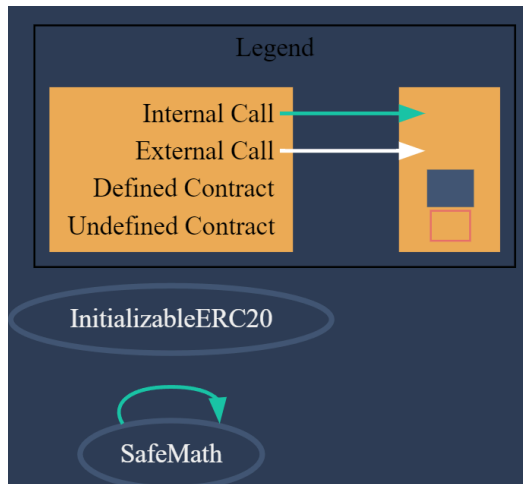 Legend
Internal Call
External Call
Defined Contract
Undefined Contract
InitializableERC20
SafeMath